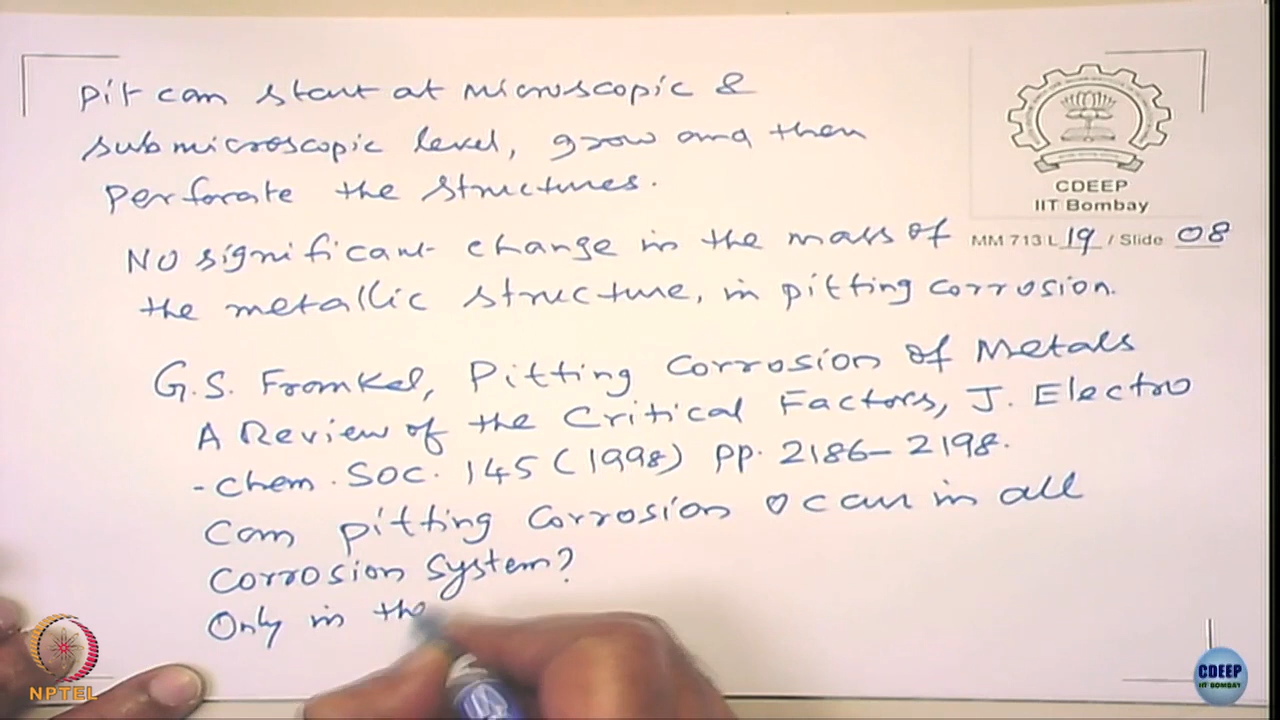 pit can start at microscopic &
submicroscopic level, grow and then
perforate the structures.
CDEEP
IIT Bombay
MM 713 L 19 / Slide 08
No significant change in the mass of
the metallic structure, in pitting corrosion.
G.S. Frankel, Pitting Corrosion of Metals
A Review of the Critical Factors, J. Electro
-chem. Soc. 145 (1998) pp. 2186-2198.
Can pitting corrosion occur in all
corrosion system?
Only in the
NPTEL
CDEEP
IIT BOMBAY